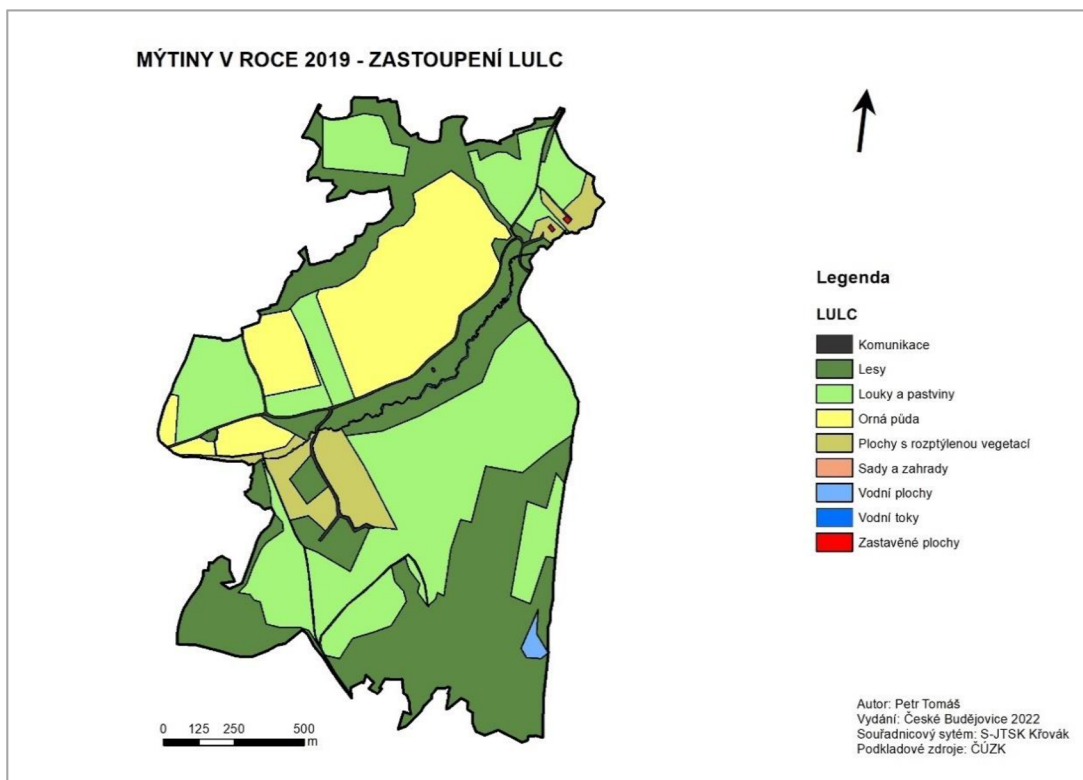 MÝTINY V ROCE 2019 - ZASTOUPENÍ LULC
Legenda
LULC
Komunikace
Lesy
Louky a pastviny
Orná půda
Plochy s rozptýlenou vegetací
Sady a zahrady
Vodní plochy
Vodní toky
Zastavěné plochy
0 125 250 500
m
Autor: Petr Tomáš
Vydání: České Budějovice 2022
Souřadnicový sytém: S-JTSK Křovák
Podkladové zdroje: ČÚZK